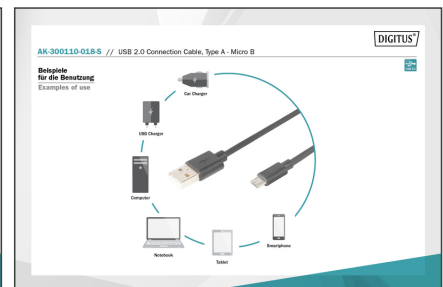 DIGITUS®
AK-300110-018-S // USB 2.0 Connection Cable, Type A - Micro B
Beispiele
für die Benutzung
Examples of use
Car Charger
USB Charger
Computer
Notebook
Tablet
Smartphone